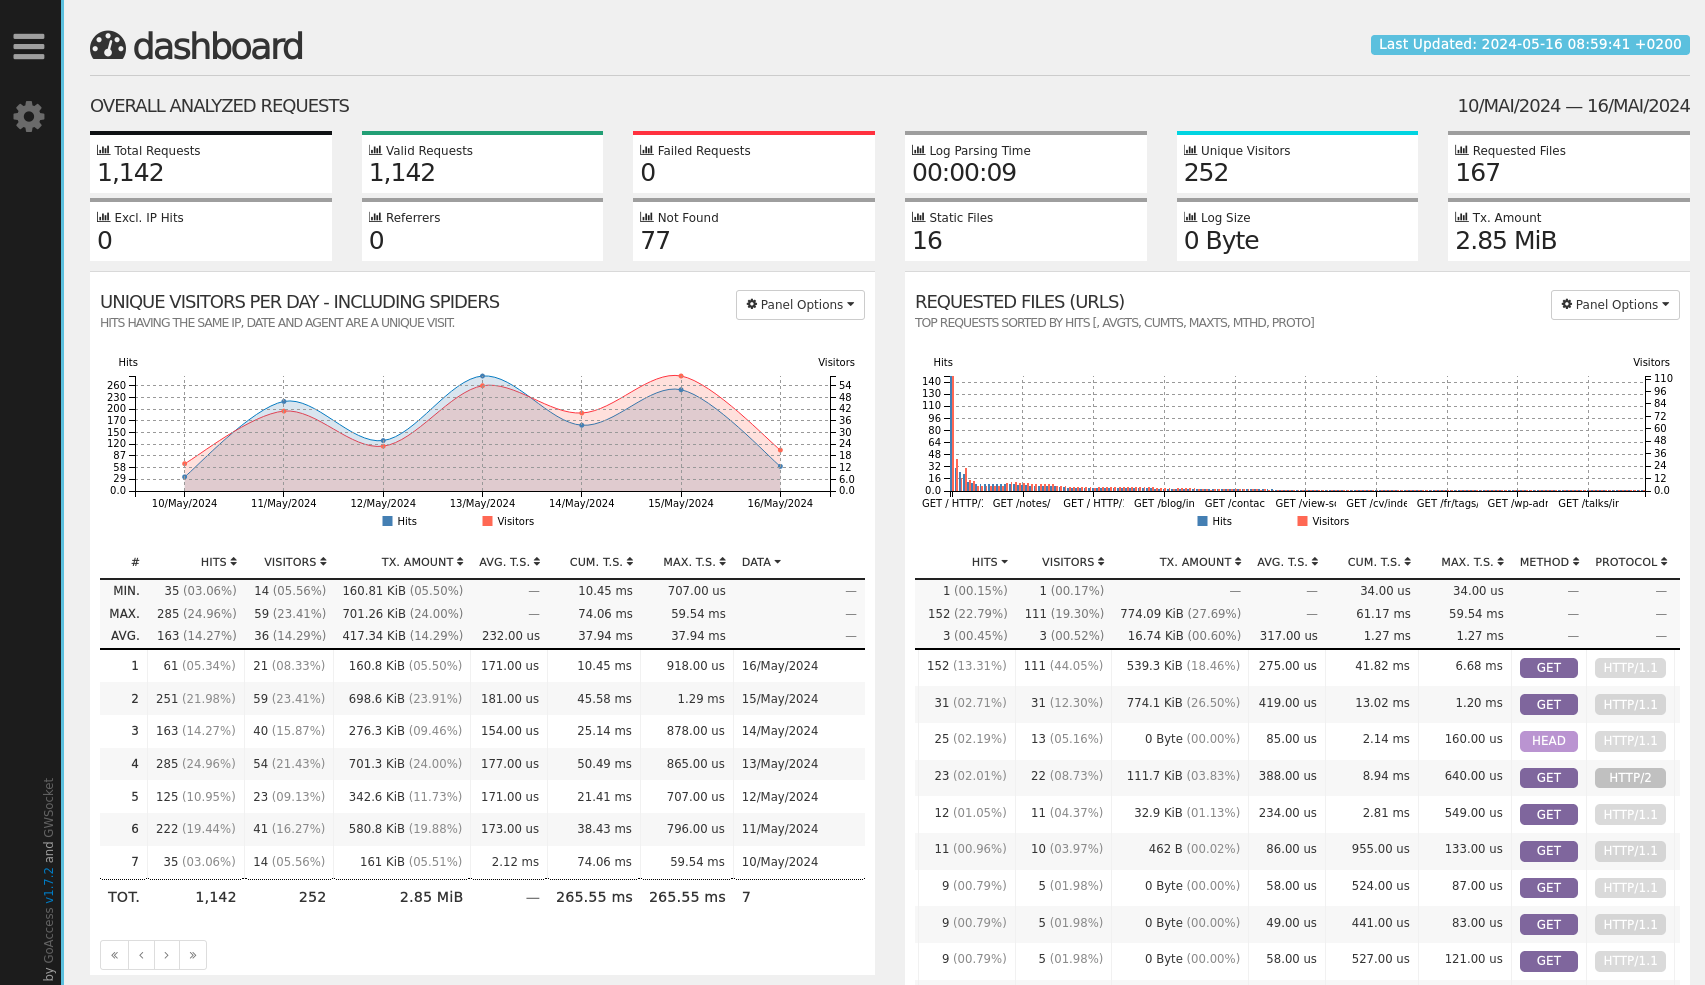 dashboard
Last Updated: 2024-05-16 08:59:41 +0200
OVERALL ANALYZED REQUESTS
10/MAI/2024 — 16/MAI/2024
Total Requests
1,142
Valid Requests
1,142
Failed Requests
0
Log Parsing Time
00:00:09
Unique Visitors
252
Requested Files
167
Excl. IP Hits
0
Referrers
0
Not Found
77
Static Files
16
Log Size
0 Byte
Tx. Amount
2.85 MiB
UNIQUE VISITORS PER DAY - INCLUDING SPIDERS
Panel Options
HITS HAVING THE SAME IP, DATE AND AGENT ARE A UNIQUE VISIT.
Hits Visitors
260 54
230 48
200 42
170 36
150 30
120 24
87 18
58 12
29 6.0
0.0 0.0
10/May/2024 11/May/2024 12/May/2024 13/May/2024 14/May/2024 15/May/2024 16/May/2024
Hits Visitors
# HITS VISITORS TX. AMOUNT AVG. T.S. CUM. T.S. MAX. T.S. DATA
MIN. 35 (03.06%) 14 (05.56%) 160.81 KiB (05.50%) — 10.45 ms 707.00 us —
MAX. 285 (24.96%) 59 (23.41%) 701.26 KiB (24.00%) — 74.06 ms 59.54 ms —
AVG. 163 (14.27%) 36 (14.29%) 417.34 KiB (14.29%) 232.00 us 37.94 ms 37.94 ms —
1 61 (05.34%) 21 (08.33%) 160.8 KiB (05.50%) 171.00 us 10.45 ms 918.00 us 16/May/2024
2 251 (21.98%) 59 (23.41%) 698.6 KiB (23.91%) 181.00 us 45.58 ms 1.29 ms 15/May/2024
3 163 (14.27%) 40 (15.87%) 276.3 KiB (09.46%) 154.00 us 25.14 ms 878.00 us 14/May/2024
4 285 (24.96%) 54 (21.43%) 701.3 KiB (24.00%) 177.00 us 50.49 ms 865.00 us 13/May/2024
5 125 (10.95%) 23 (09.13%) 342.6 KiB (11.73%) 171.00 us 21.41 ms 707.00 us 12/May/2024
6 222 (19.44%) 41 (16.27%) 580.8 KiB (19.88%) 173.00 us 38.43 ms 796.00 us 11/May/2024
7 35 (03.06%) 14 (05.56%) 161 KiB (05.51%) 2.12 ms 74.06 ms 59.54 ms 10/May/2024
TOT. 1,142 252 2.85 MiB — 265.55 ms 265.55 ms 7
« ‹ › »
REQUESTED FILES (URLS)
Panel Options
TOP REQUESTS SORTED BY HITS [, AVGTS, CUMTS, MAXTS, MTHD, PROTO]
Hits Visitors
140 110
130 96
110 84
96 72
80 60
64 48
48 36
32 24
16 12
0.0 0.0
GET / HTTP/: GET /notes/ GET / HTTP/: GET /blog/in GET /contac GET /view-s GET /cv/inde GET /fr/tags, GET /wp-adr GET /talks/ir
Hits Visitors
HITS VISITORS TX. AMOUNT AVG. T.S. CUM. T.S. MAX. T.S. METHOD PROTOCOL
1 (00.15%) 1 (00.17%) — — 34.00 us 34.00 us — —
152 (22.79%) 111 (19.30%) 774.09 KiB (27.69%) — 61.17 ms 59.54 ms — —
3 (00.45%) 3 (00.52%) 16.74 KiB (00.60%) 317.00 us 1.27 ms 1.27 ms — —
152 (13.31%) 111 (44.05%) 539.3 KiB (18.46%) 275.00 us 41.82 ms 6.68 ms GET HTTP/1.1
31 (02.71%) 31 (12.30%) 774.1 KiB (26.50%) 419.00 us 13.02 ms 1.20 ms GET HTTP/1.1
25 (02.19%) 13 (05.16%) 0 Byte (00.00%) 85.00 us 2.14 ms 160.00 us HEAD HTTP/1.1
23 (02.01%) 22 (08.73%) 111.7 KiB (03.83%) 388.00 us 8.94 ms 640.00 us GET HTTP/2
12 (01.05%) 11 (04.37%) 32.9 KiB (01.13%) 234.00 us 2.81 ms 549.00 us GET HTTP/1.1
11 (00.96%) 10 (03.97%) 462 B (00.02%) 86.00 us 955.00 us 133.00 us GET HTTP/1.1
9 (00.79%) 5 (01.98%) 0 Byte (00.00%) 58.00 us 524.00 us 87.00 us GET HTTP/1.1
9 (00.79%) 5 (01.98%) 0 Byte (00.00%) 49.00 us 441.00 us 83.00 us GET HTTP/1.1
9 (00.79%) 5 (01.98%) 0 Byte (00.00%) 58.00 us 527.00 us 121.00 us GET HTTP/1.1
by GoAccess v1.7.2 and GWSocket